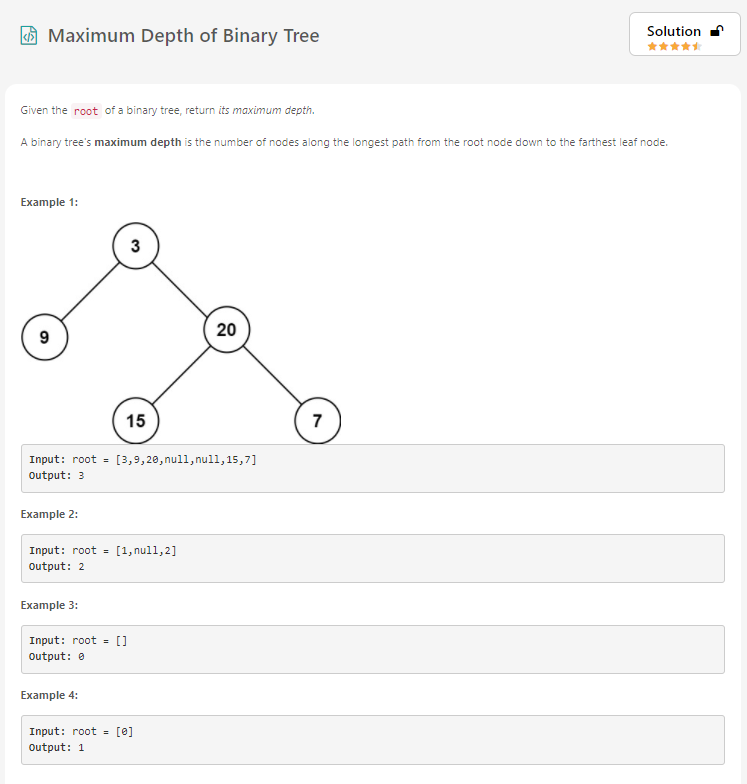 Maximum Depth of Binary Tree
Solution
Given the root of a binary tree, return its maximum depth.
A binary tree's maximum depth is the number of nodes along the longest path from the root node down to the farthest leaf node.
Example 1:
3
9
20
15
7
Input: root = [3,9,20,null,null,15,7]
Output: 3
Example 2:
Input: root = [1,null,2]
Output: 2
Example 3:
Input: root = []
Output: 0
Example 4:
Input: root = [0]
Output: 1